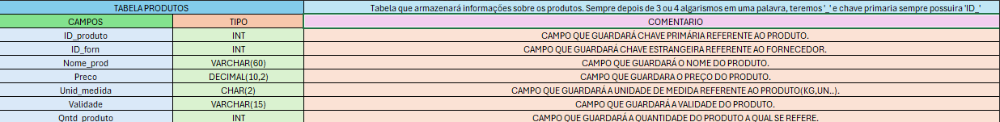 TABELA PRODUTOS Tabela que armazenará informações sobre os produtos. Sempre depois de 3 ou 4 algarismos em uma palavra, teremos '_' e chave primaria sempre possuira 'ID_'
CAMPOS TIPO COMENTARIO
ID_produto INT CAMPO QUE GUARDARÁ CHAVE PRIMÁRIA REFERENTE AO PRODUTO.
ID_forn INT CAMPO QUE GUARDARÁ CHAVE ESTRANGEIRA REFERENTE AO FORNECEDOR.
Nome_prod VARCHAR(60) CAMPO QUE GUARDARÁ O NOME DO PRODUTO.
Preco DECIMAL(10,2) CAMPO QUE GUARDARA O PREÇO DO PRODUTO.
Unid_medida CHAR(2) CAMPO QUE GUARDARÁ A UNIDADE DE MEDIDA REFERENTE AO PRODUTO(KG,UN..).
Validade VARCHAR(15) CAMPO QUE GUARDARÁ A VALIDADE DO PRODUTO.
Qntd_produto INT CAMPO QUE GUARDARÁ A QUANTIDADE DO PRODUTO A QUAL SE REFERE.